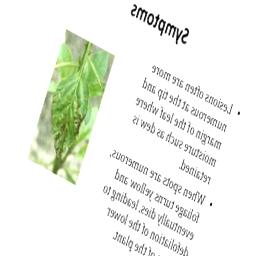 Symptoms
• Lesions often are more
numerous at the tip and
margin of the leaf where
moisture such as dew is
retained.
• When spots are numerous,
foliage turns yellow and
eventually dies, leading to
defoliation of the lower
of the plant.